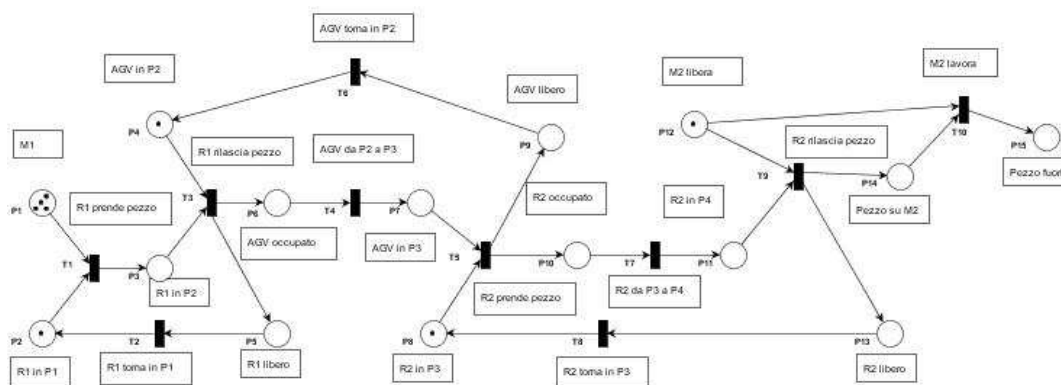 AGV torna in P2
AGV in P2
T6
AGV libero
M2 libera
M2 lavora
M1
P4
R1 rilascia pezzo
AGV da P2 a P3
P9
P12
R2 rilascia pezzo
T10
P15
Pezzo fuori
P1
R1 prende pezzo
T3
P6
T4
P7
R2 occupato
R2 in P4
T9
P14
Pezzo su M2
AGV occupato
AGV in P3
T1
P3
T5
P10
T7
P11
R1 in P2
R2 prende pezzo
R2 da P3 a P4
P2
T2
P5
P8
T8
P13
R1 in P1
R1 torna in P1
R1 libero
R2 in P3
R2 torna in P3
R2 libero